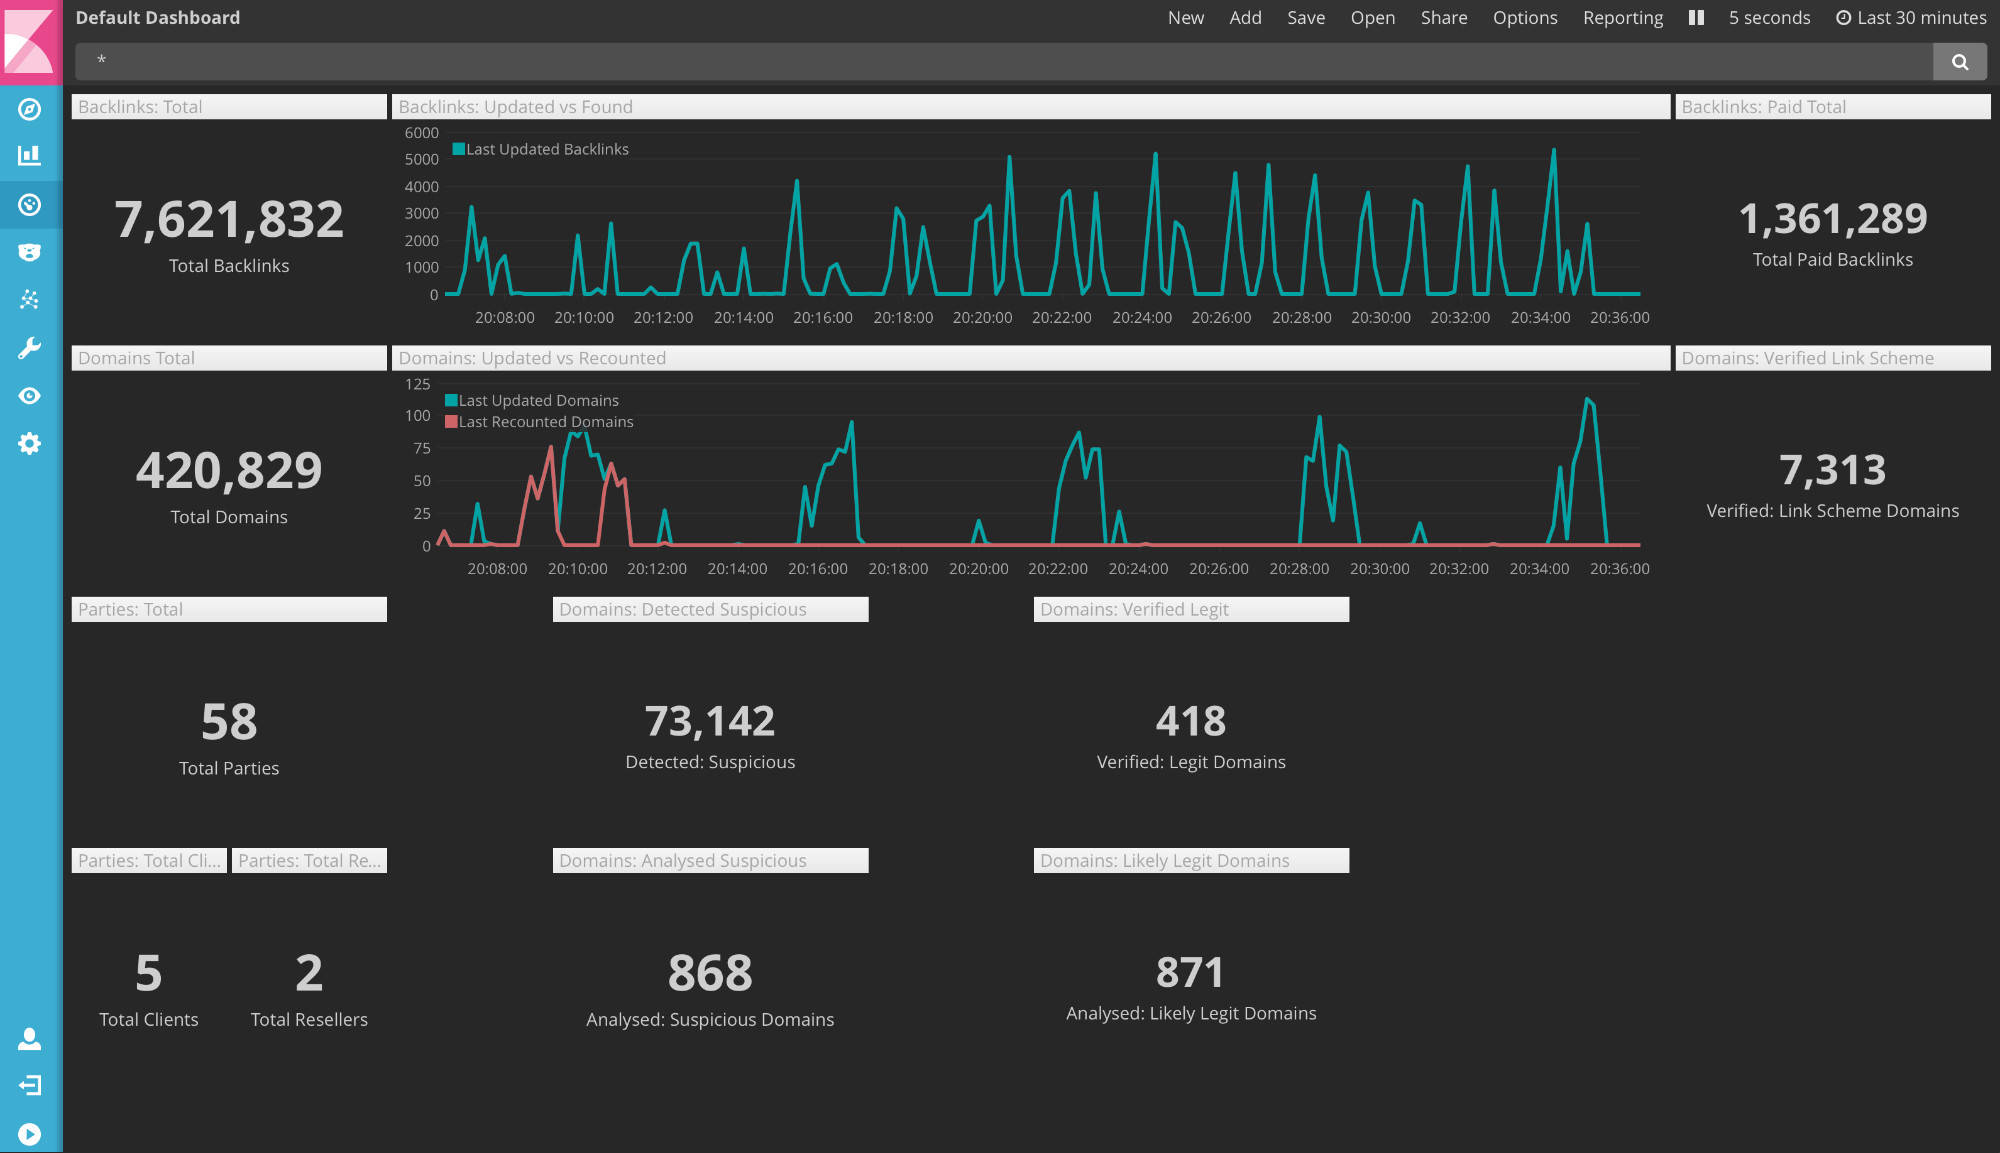 Default Dashboard
New Add Save Open Share Options Reporting 5 seconds Last 30 minutes
*
Backlinks: Total
7,621,832
Total Backlinks
Backlinks: Updated vs Found
Last Updated Backlinks
6000
5000
4000
3000
2000
1000
0
20:08:00 20:10:00 20:12:00 20:14:00 20:16:00 20:18:00 20:20:00 20:22:00 20:24:00 20:26:00 20:28:00 20:30:00 20:32:00 20:34:00 20:36:00
Backlinks: Paid Total
1,361,289
Total Paid Backlinks
Domains Total
420,829
Total Domains
Domains: Updated vs Recounted
Last Updated Domains
Last Recounted Domains
125
100
75
50
25
0
20:08:00 20:10:00 20:12:00 20:14:00 20:16:00 20:18:00 20:20:00 20:22:00 20:24:00 20:26:00 20:28:00 20:30:00 20:32:00 20:34:00 20:36:00
Domains: Verified Link Scheme
7,313
Verified: Link Scheme Domains
Parties: Total
58
Total Parties
Domains: Detected Suspicious
73,142
Detected: Suspicious
Domains: Verified Legit
418
Verified: Legit Domains
Parties: Total Cli...
5
Total Clients
Parties: Total Re...
2
Total Resellers
Domains: Analysed Suspicious
868
Analysed: Suspicious Domains
Domains: Likely Legit Domains
871
Analysed: Likely Legit Domains